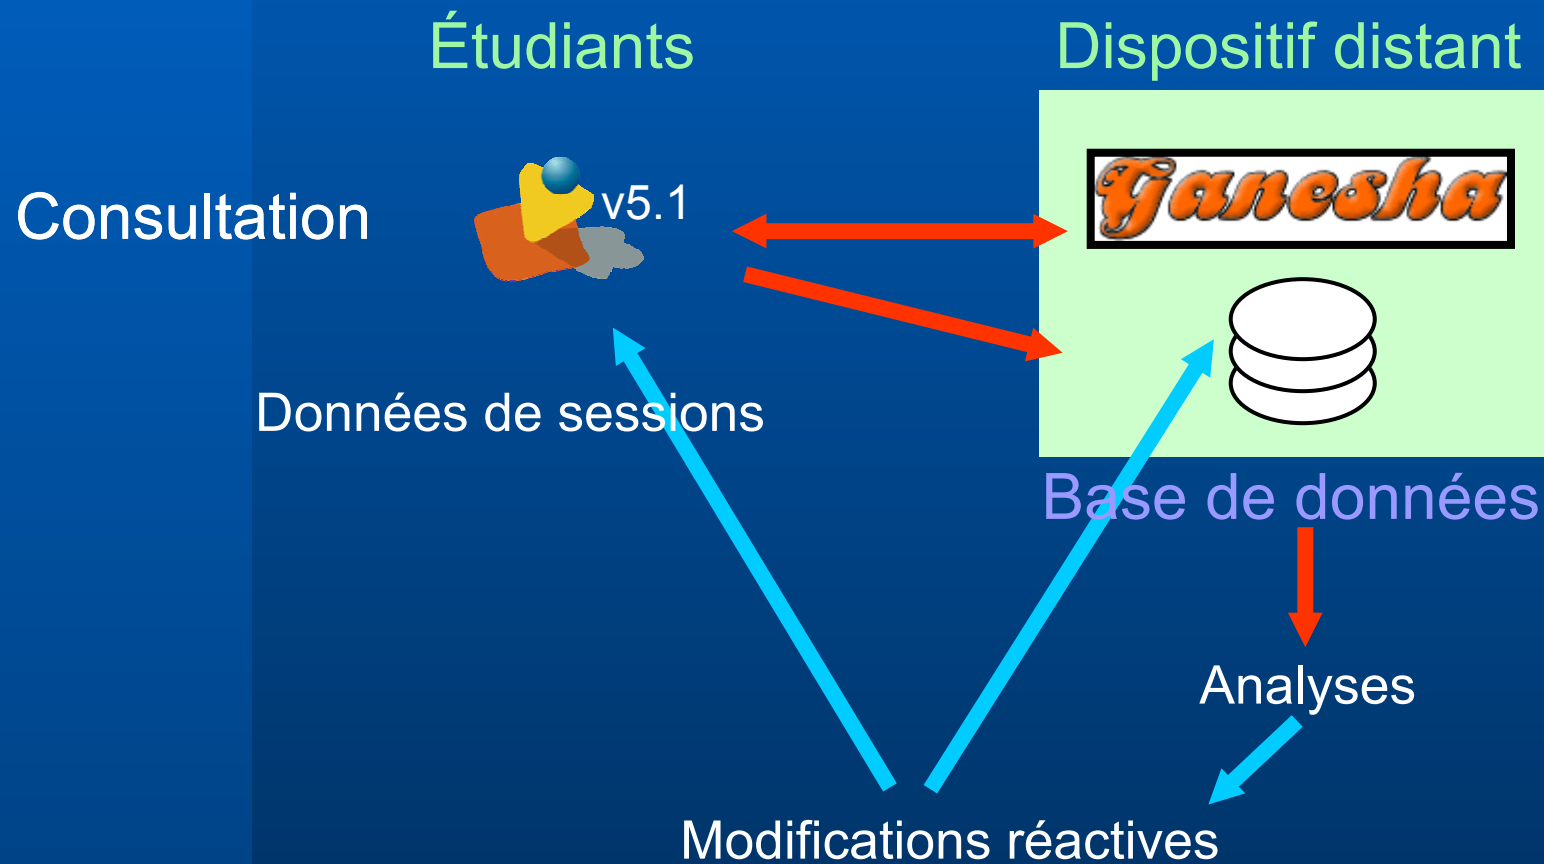 Étudiants
Dispositif distant
Consultation
v5.1
Ganesha
Données de sessions
Base de données
Analyses
Modifications réactives